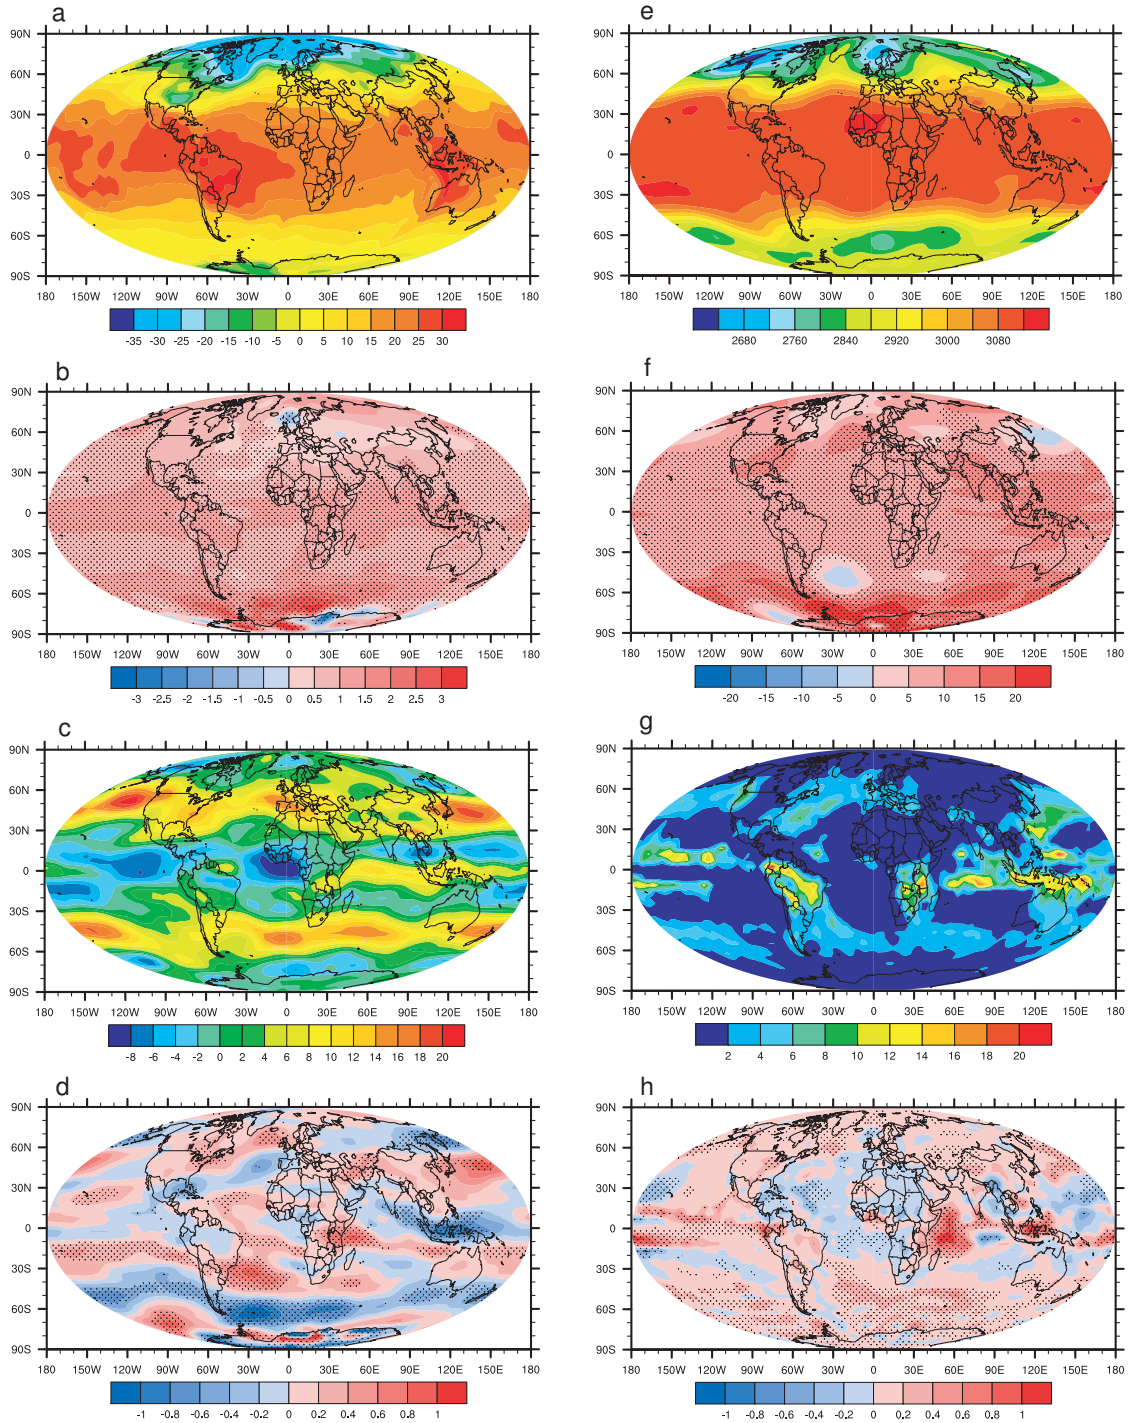 a
90N
60N
30N
0
30S
60S
90S
180 150W 120W 90W 60W 30W 0 30E 60E 90E 120E 150E 180
-35 -25 -20 -15 -10 -5 0 5 10 15 20 25 30
e
90N
60N
30N
0
30S
60S
90S
180 150W 120W 90W 60W 30W 0 30E 60E 90E 120E 150E 180
2680 2760 2840 2920 3000 3080
b
90N
60N
30N
0
30S
60S
90S
180 150W 120W 90W 60W 30W 0 30E 60E 90E 120E 150E 180
-3 -2.5 -2 -1.5 -1 -0.5 0 0.5 1 1.5 2 2.5 3
f
90N
60N
30N
0
30S
60S
90S
180 150W 120W 90W 60W 30W 0 30E 60E 90E 120E 150E 180
-20 -15 -10 -5 0 5 10 15 20
c
90N
60N
30N
0
30S
60S
90S
180 150W 120W 90W 60W 30W 0 30E 60E 90E 120E 150E 180
-8 -6 -4 -2 0 2 4 6 8 10 12 14 16 18 20
g
90N
60N
30N
0
30S
60S
90S
180 150W 120W 90W 60W 30W 0 30E 60E 90E 120E 150E 180
2 4 6 8 10 12 14 16 18 20
d
90N
60N
30N
0
30S
60S
90S
180 150W 120W 90W 60W 30W 0 30E 60E 90E 120E 150E 180
-1 -0.8 -0.6 -0.4 -0.2 0 0.2 0.4 0.6 0.8 1
h
90N
60N
30N
0
30S
60S
90S
180 150W 120W 90W 60W 30W 0 30E 60E 90E 120E 150E 180
-1 -0.8 -0.6 -0.4 -0.2 0 0.2 0.4 0.6 0.8 1